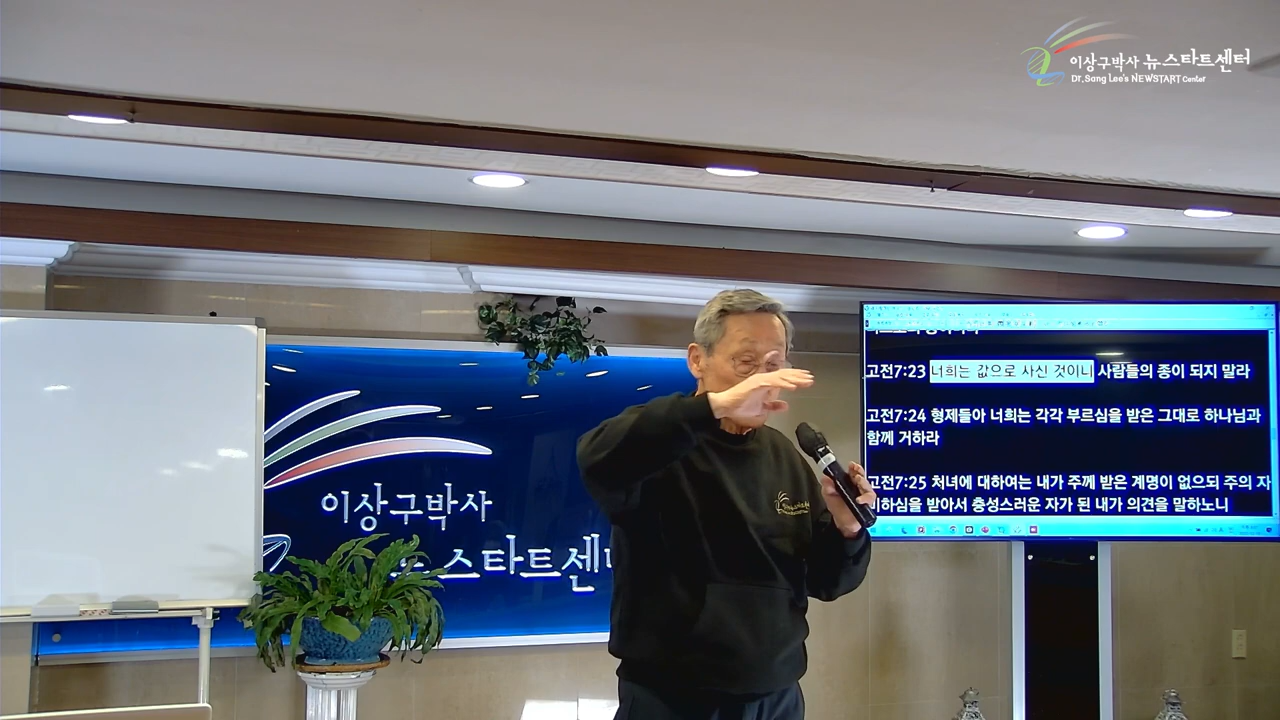 이상구박사 뉴스타트센터
Dr. Sang Lee's NEWSTART Center
이상구박사
뉴스타트센
고전7:23 너희는 값으로 사신 것이니 사람들의 종이 되지 말라
고전7:24 형제들아 너희는 각각 부르심을 받은 그대로 하나님과
함께 거하라
고전7:25 처녀에 대하여는 내가 주께 받은 계명이 없으되 주의 자
비하심을 받아서 충성스러운 자가 된 내가 의견을 말하노니